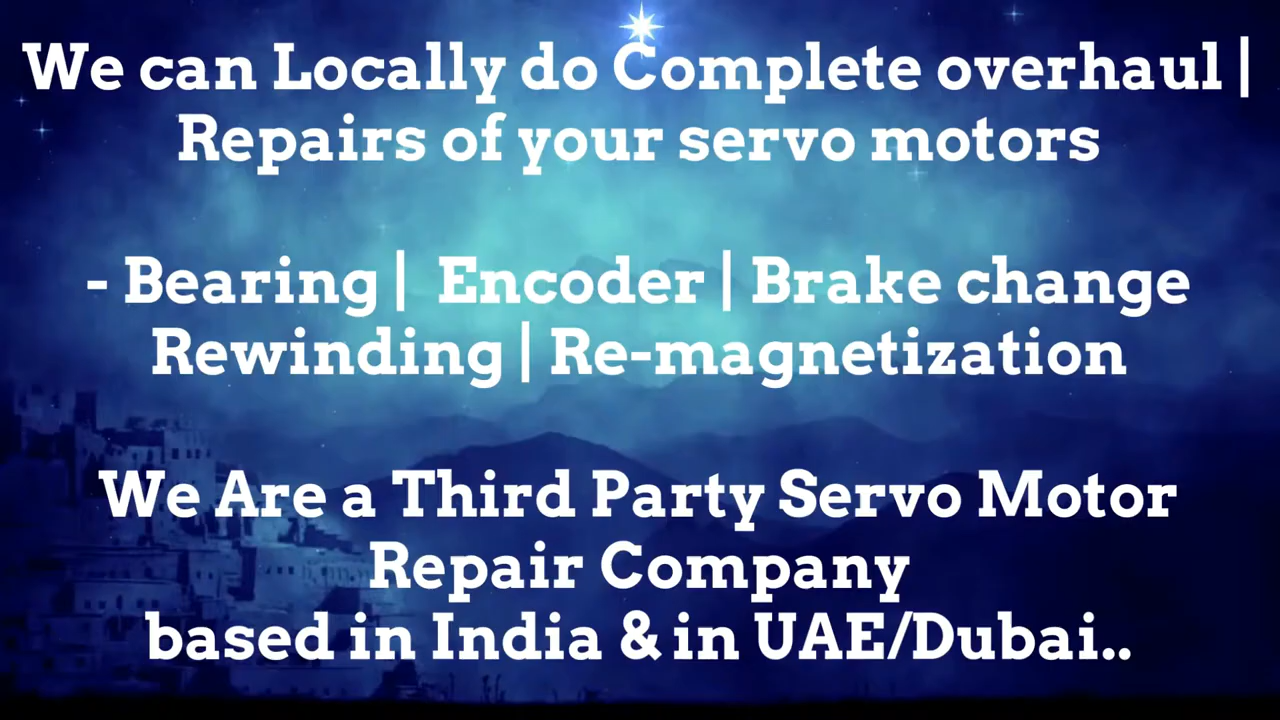 We can Locally do Complete overhaul |
Repairs of your servo motors
- Bearing | Encoder | Brake change
Rewinding | Re-magnetization
We Are a Third Party Servo Motor
Repair Company
based in India & in UAE/Dubai..